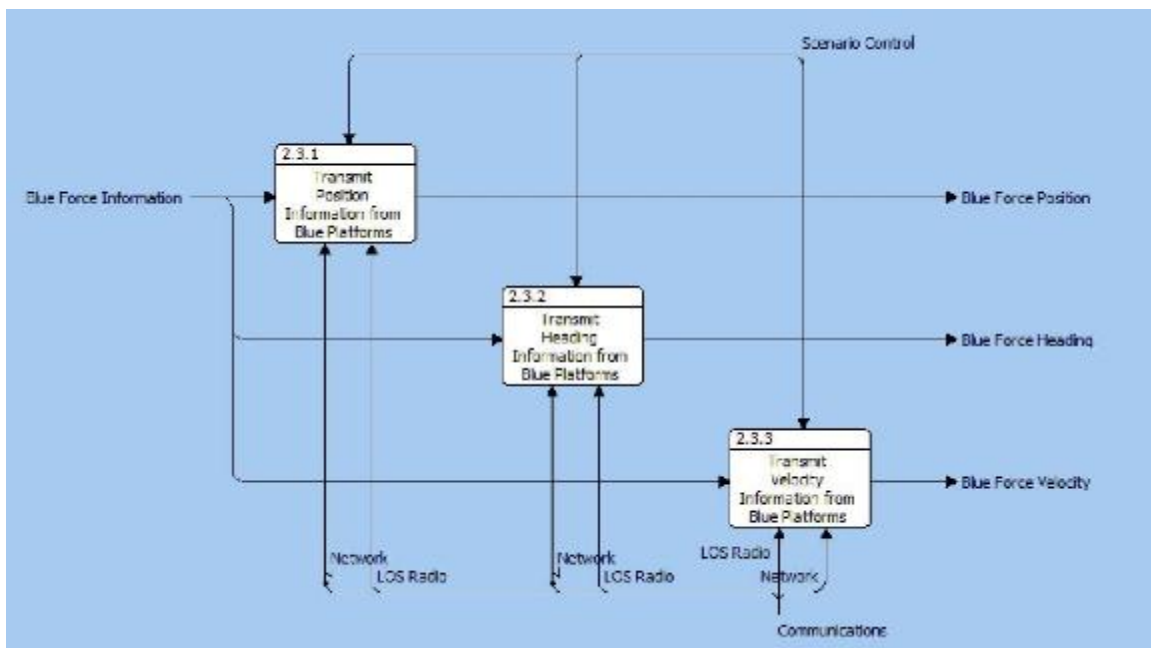 Scenario Control
2.3.1
Transmit
Position
Information from
Blue Platforms
Blue Force Information
Blue Force Position
2.3.2
Transmit
Heading
Information from
Blue Platforms
Blue Force Heading
2.3.3
Transmit
Velocity
Information from
Blue Platforms
Blue Force Velocity
Network
LOS Radio
Network
LOS Radio
LOS Radio
Network
Communications